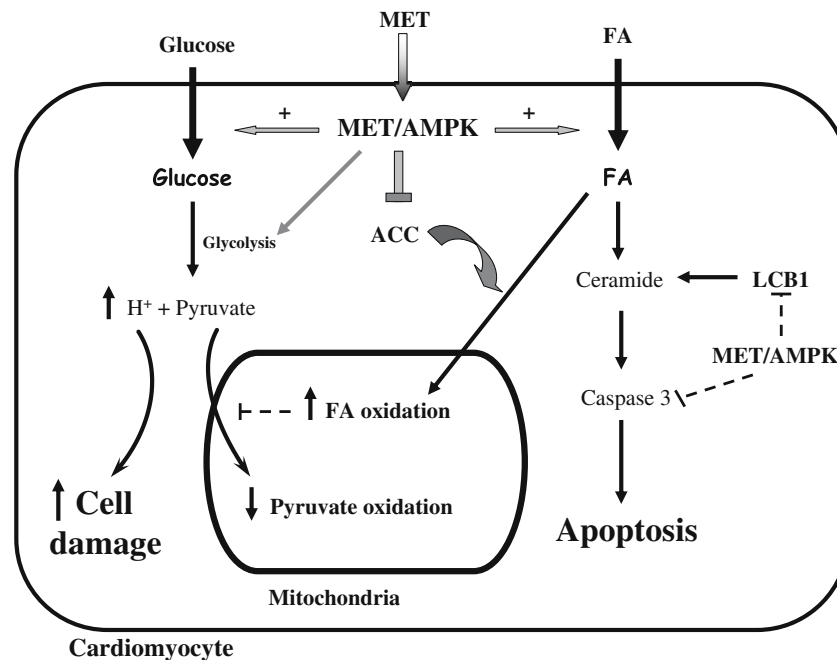 MET
Glucose
FA
+
+
MET/AMPK
Glucose
FA
Glycolysis
ACC
Ceramide
LCB1
H+ + Pyruvate
MET/AMPK
FA oxidation
Caspase 3
Cell
damage
Pyruvate oxidation
Apoptosis
Mitochondria
Cardiomyocyte